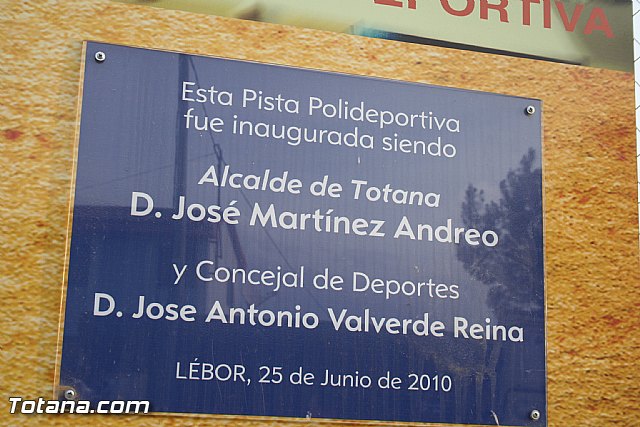 PORTIVA
Esta Pista Polideportiva
fue inaugurada siendo
Alcalde de Totana
D. José Martínez Andreo
y Concejal de Deportes
D. Jose Antonio Valverde Reina
LÉBOR, 25 de Junio de 2010
Totana.com